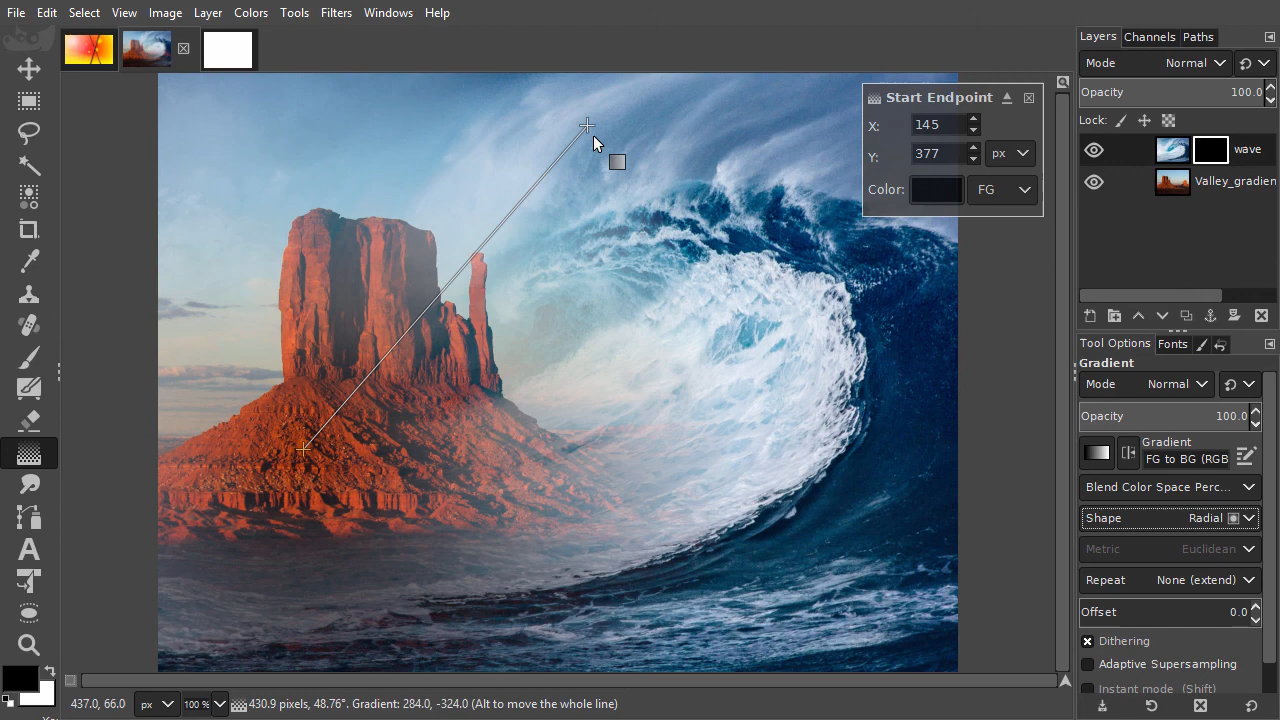 File Edit Select View Image Layer Colors Tools Filters Windows Help
Layers Channels Paths
Mode Normal
Opacity 100.0
Lock:
wave
Valley_gradien
Start Endpoint
X: 145
Y: 377 px
Color: FG
Tool Options Fonts
Gradient
Mode Normal
Opacity 100.0
Gradient
FG to BG (RGB
Blend Color Space Perc...
Shape Radial
Metric Euclidean
Repeat None (extend)
Offset 0.0
Dithering
Adaptive Supersampling
Instant mode (Shift)
437.0, 66.0 px 100 % 430.9 pixels, 48.76°. Gradient: 284.0, -324.0 (Alt to move the whole line)